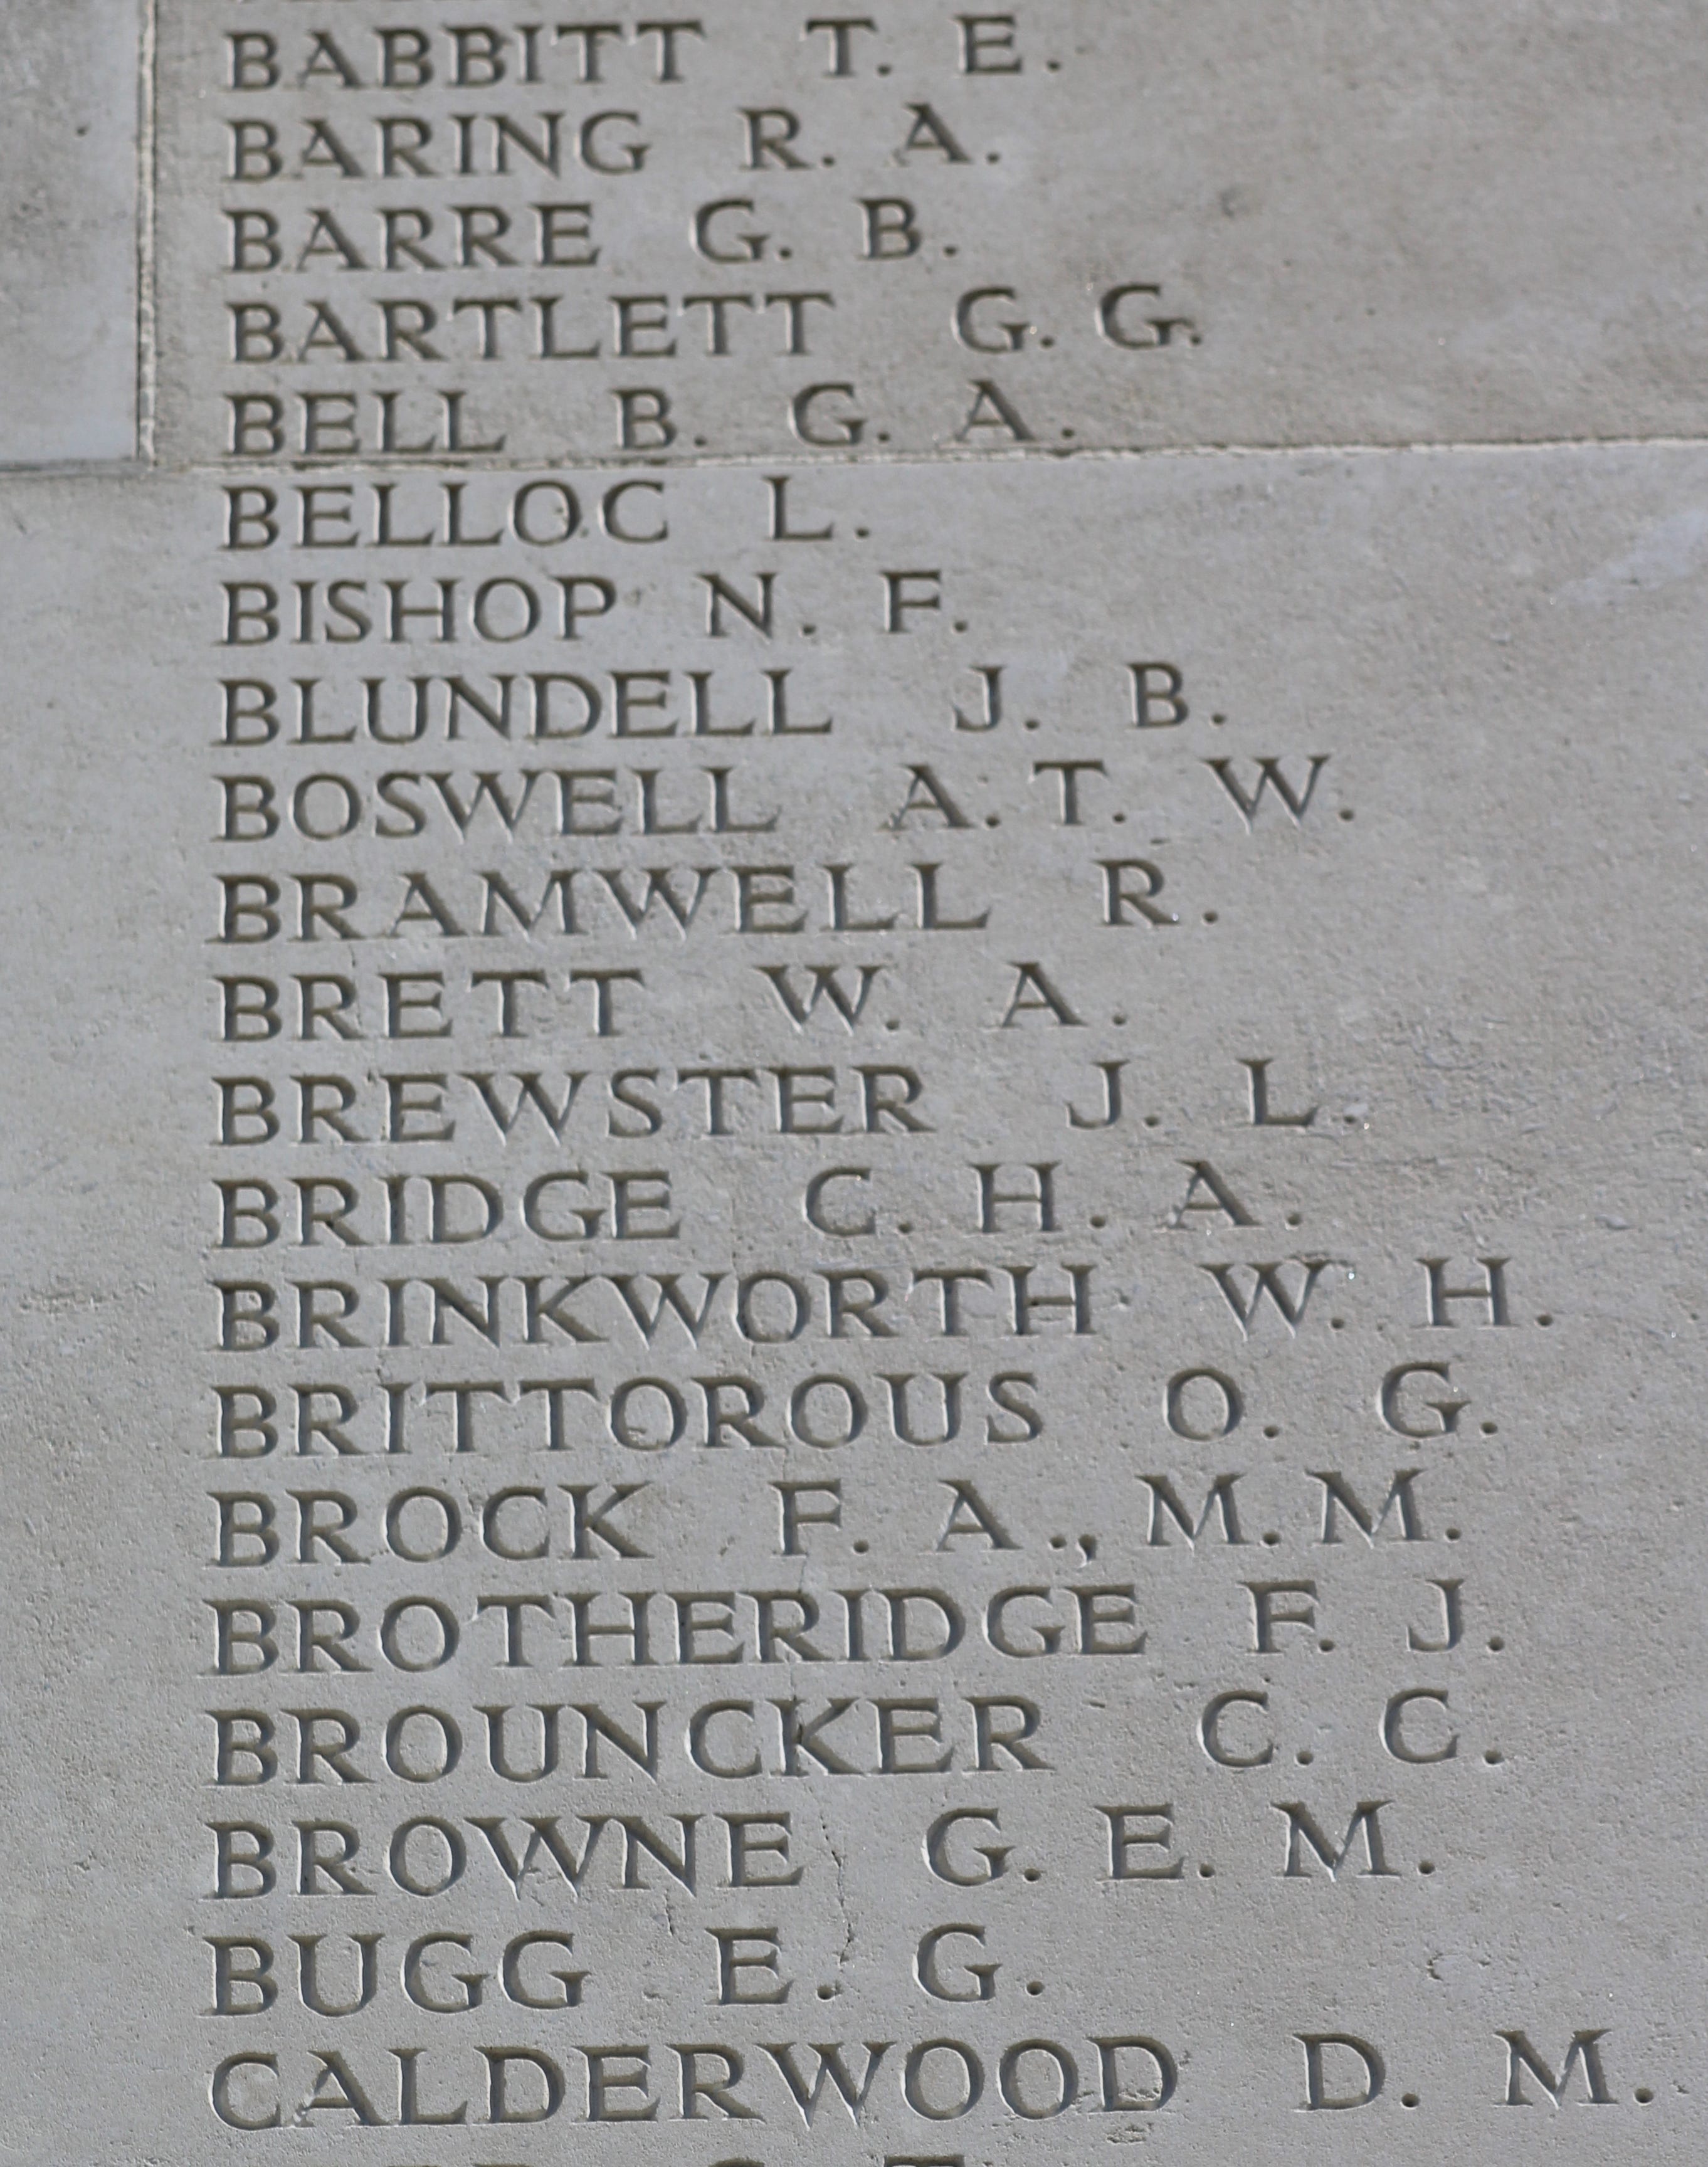 BABBITT T. E.
BARING R. A.
BARRE G. B.
BARTLETT G. G.
BELL B. G. A.
BELLOC L.
BISHOP N. F.
BLUNDELL J. B.
BOSWELL A. T. W.
BRAMWELL R.
BRETT W. A.
BREWSTER J. L.
BRIDGE C. H. A.
BRINKWORTH W. H.
BRITTOROUS O. G.
BROCK F. A., M.M.
BROTHERIDGE F. J.
BROUNCKER C. C.
BROWNE G. E. M.
BUGG E. G.
CALDERWOOD D. M.